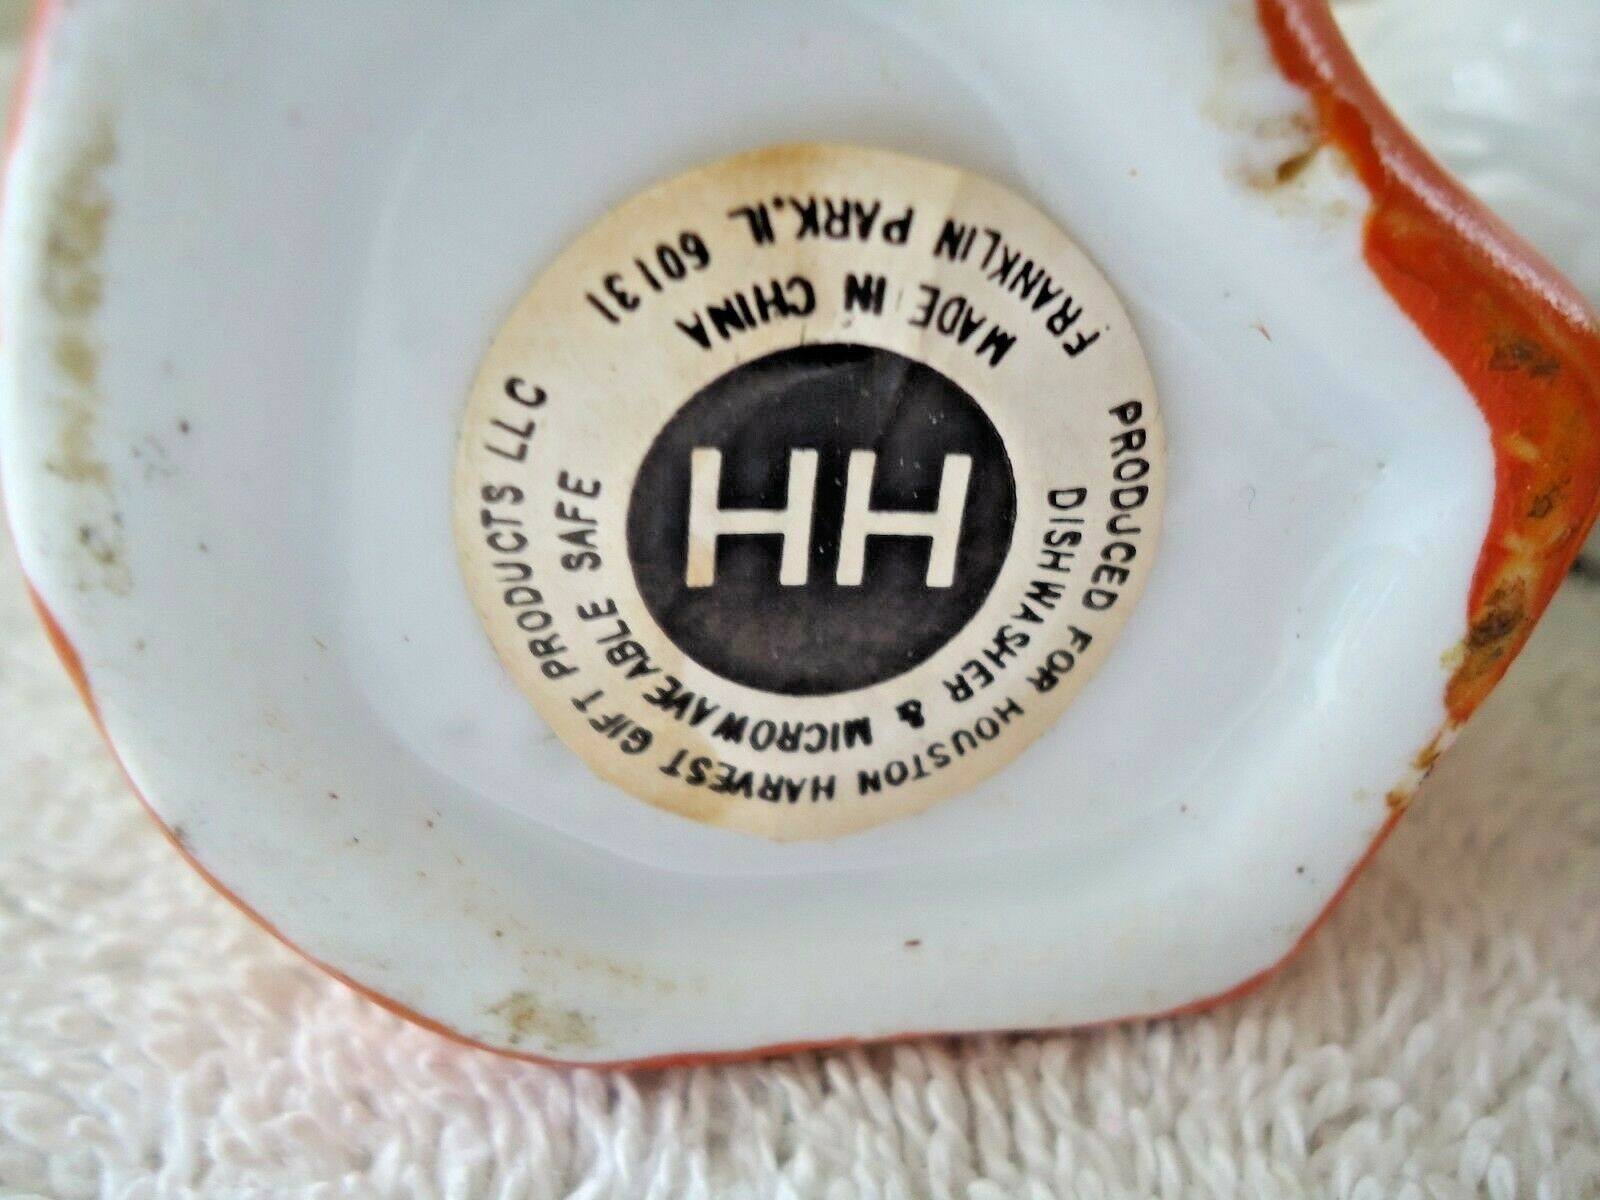 PRODUCED FOR HOUSTON HARVEST GIFT PRODUCTS LLC
FRANKLIN PARK, IL 60131
DISHWASHER & MICROWAVEABLE SAFE
MADE IN CHINA
HH